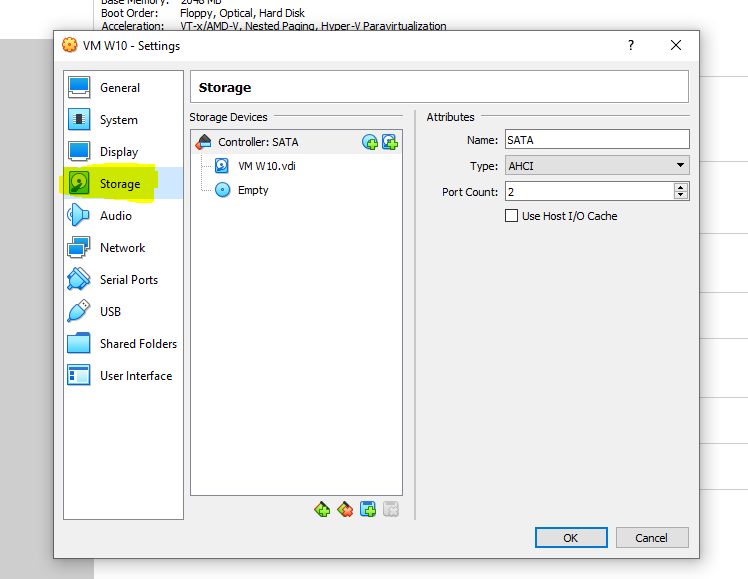 Base Memory: 2048 MB
Boot Order: Floppy, Optical, Hard Disk
Acceleration: VT-x/AMD-V, Nested Paging, Hyper-V Paravirtualization
VM W10 - Settings
?
General
System
Display
Storage
Audio
Network
Serial Ports
USB
Shared Folders
User Interface
Storage
Storage Devices
Controller: SATA
VM W10.vdi
Empty
Attributes
Name: SATA
Type: AHCI
Port Count: 2
Use Host I/O Cache
OK Cancel